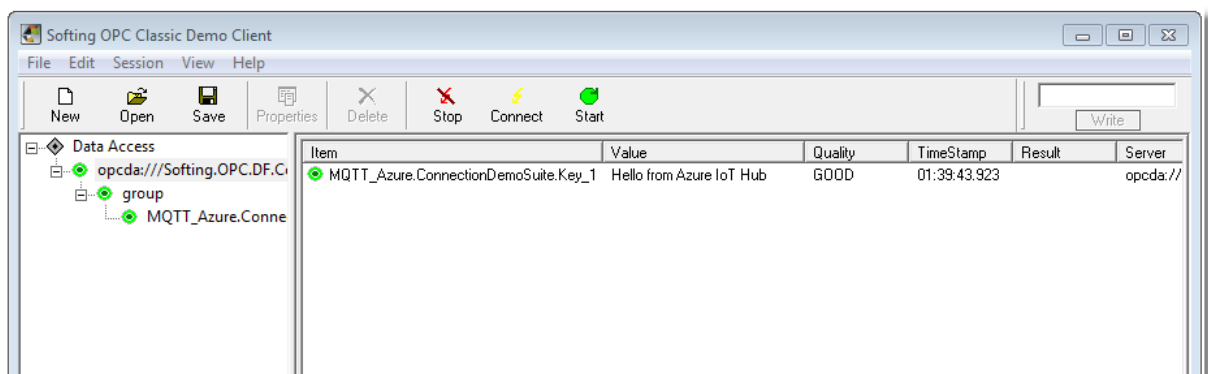 Softing OPC Classic Demo Client
File Edit Session View Help
New Open Save Properties Delete Stop Connect Start Write
Data Access
opcda:///Softing.OPC.DF.C
group
MQTT_Azure.Conne
Item Value Quality TimeStamp Result Server
MQTT_Azure.ConnectionDemoSuite.Key_1 Hello from Azure IoT Hub GOOD 01:39:43.923 opcda://